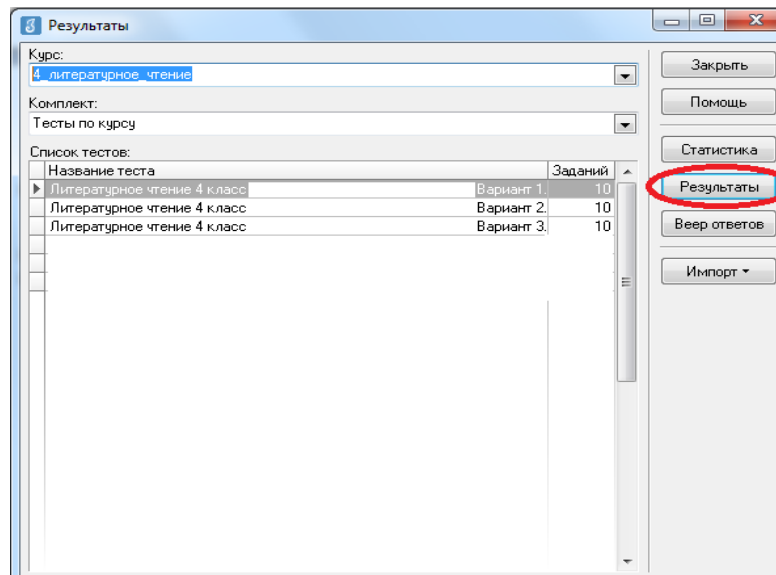 Результаты
Курс:
4_литературное_чтение
Комплект:
Тесты по курсу
Список тестов:
Название теста Заданий
Литературное чтение 4 класс Вариант 1. 10
Литературное чтение 4 класс Вариант 2. 10
Литературное чтение 4 класс Вариант 3. 10
Закрыть
Помощь
Статистика
Результаты
Веер ответов
Импорт